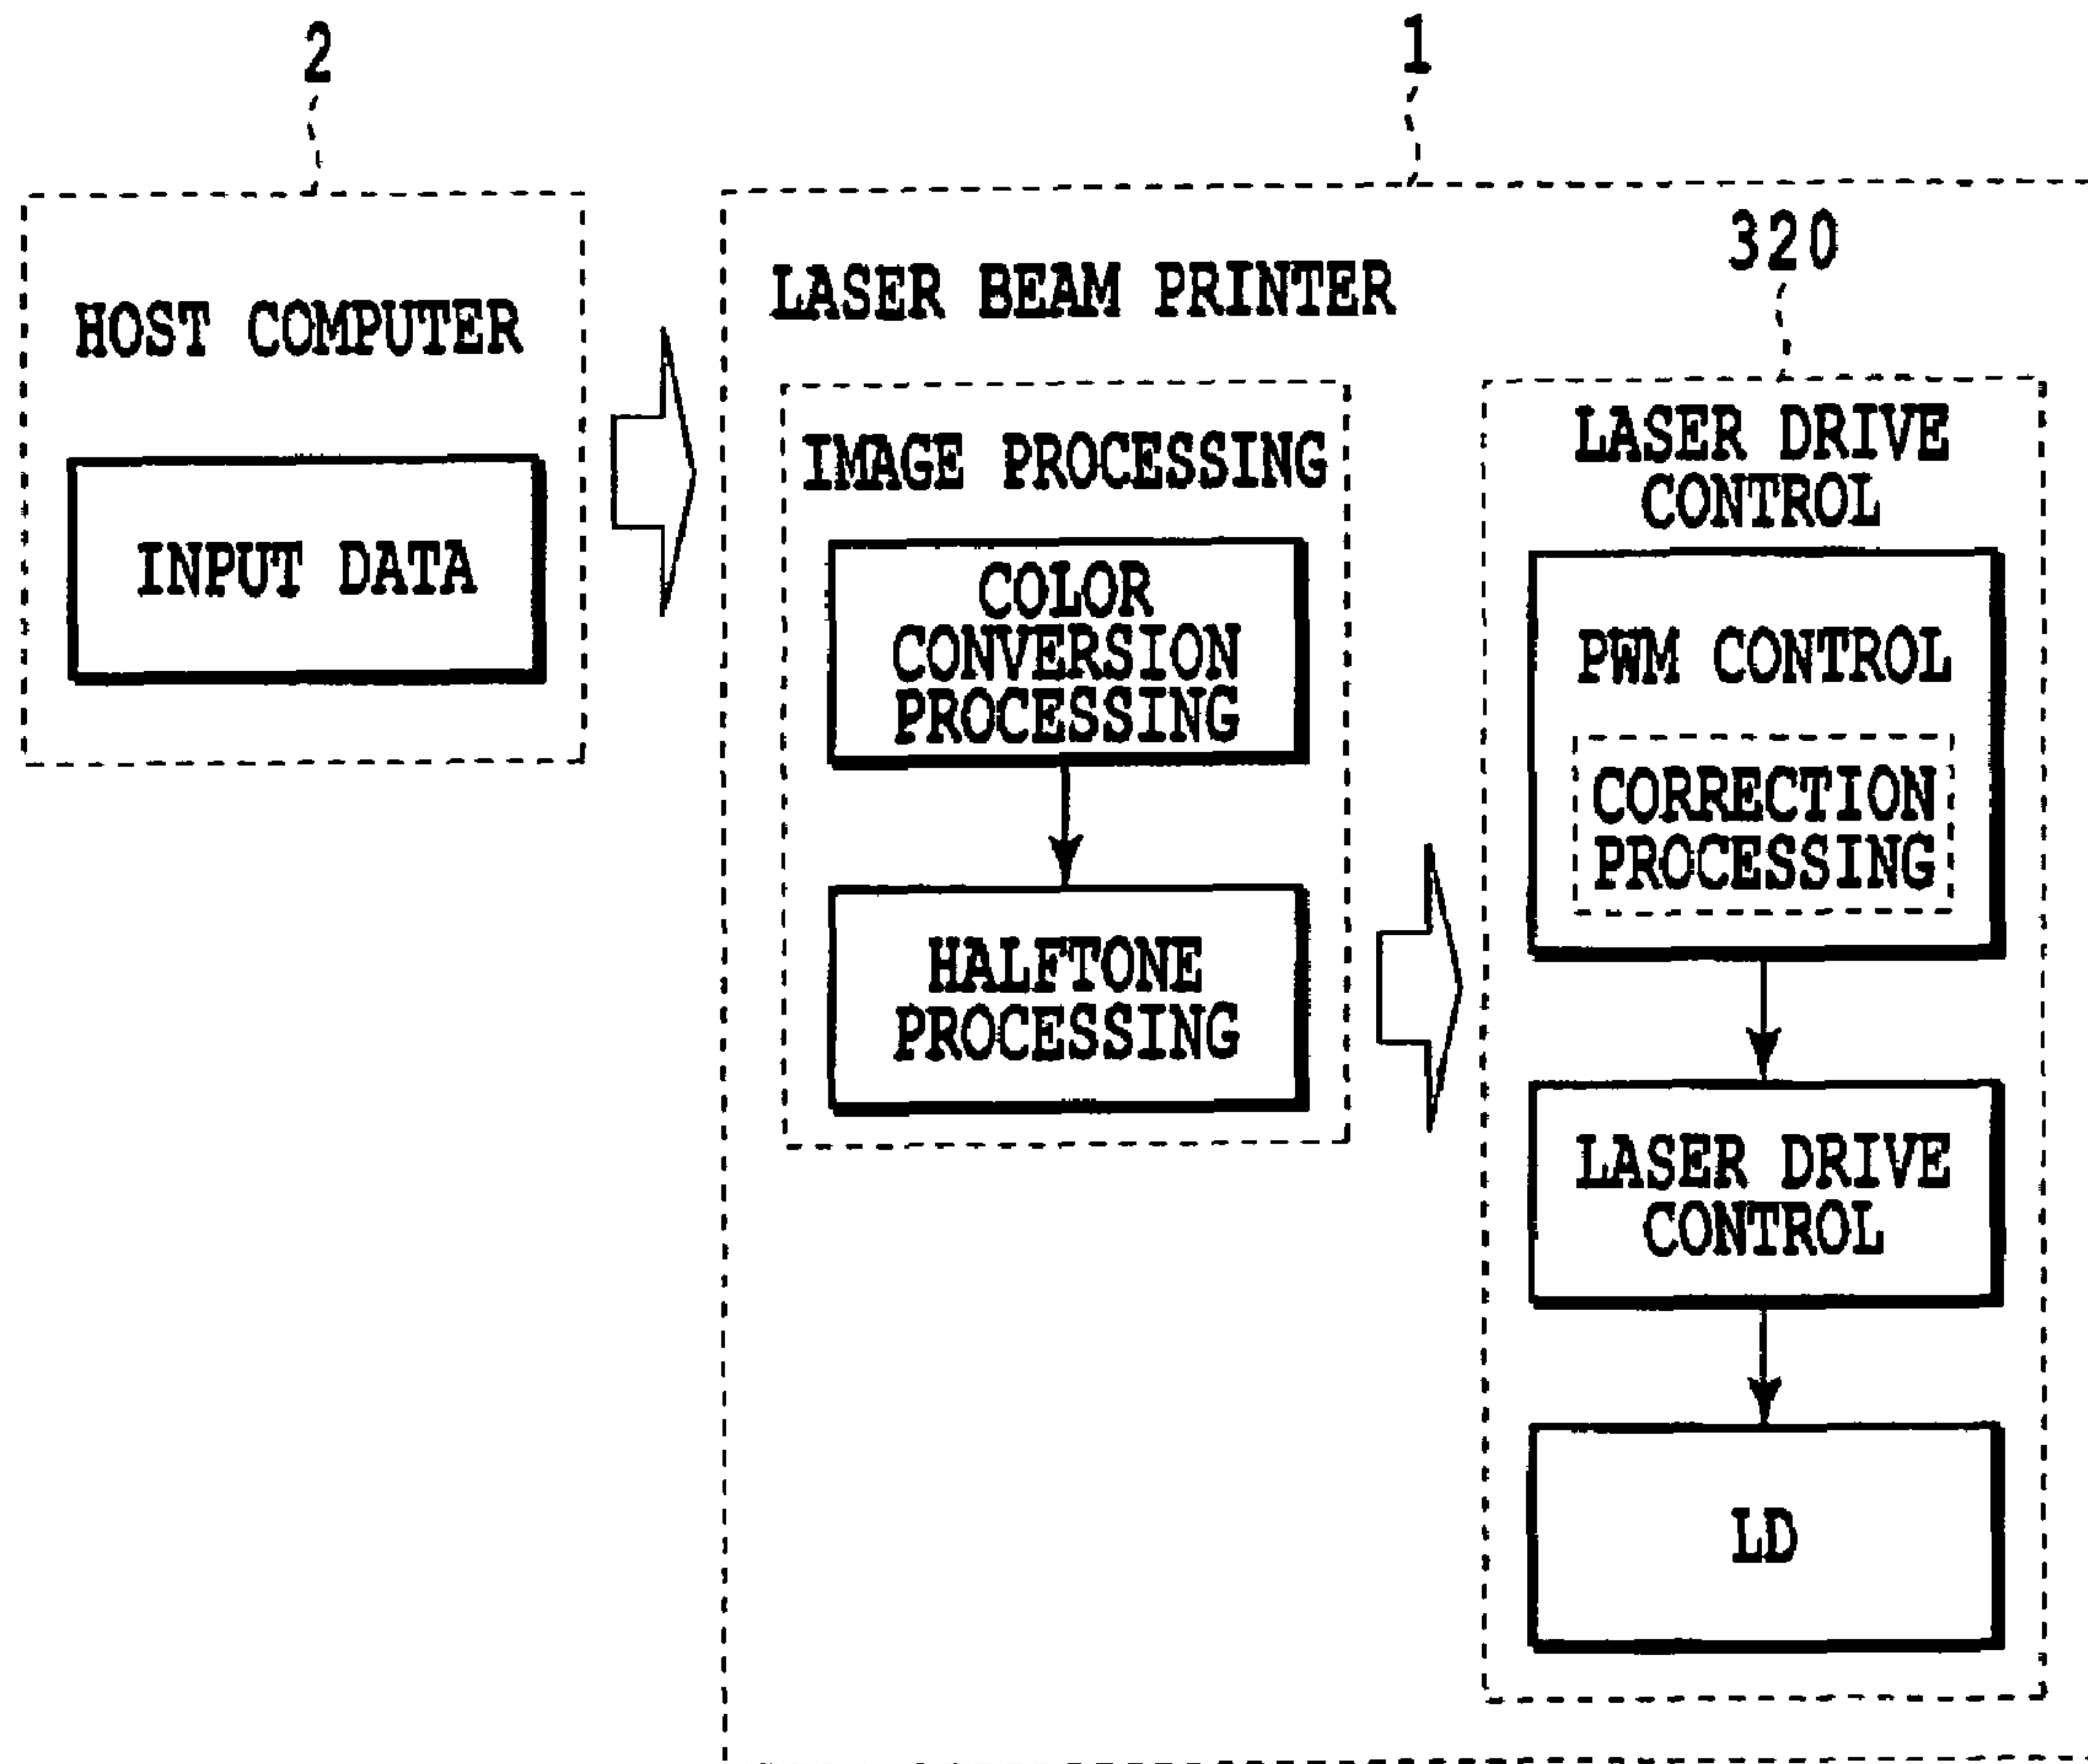 2
HOST COMPUTER
INPUT DATA
1
LASER BEAM PRINTER
IMAGE PROCESSING
COLOR
CONVERSION
PROCESSING
HALFTONE
PROCESSING
320
LASER DRIVE
CONTROL
PWM CONTROL
CORRECTION
PROCESSING
LASER DRIVE
CONTROL
LD